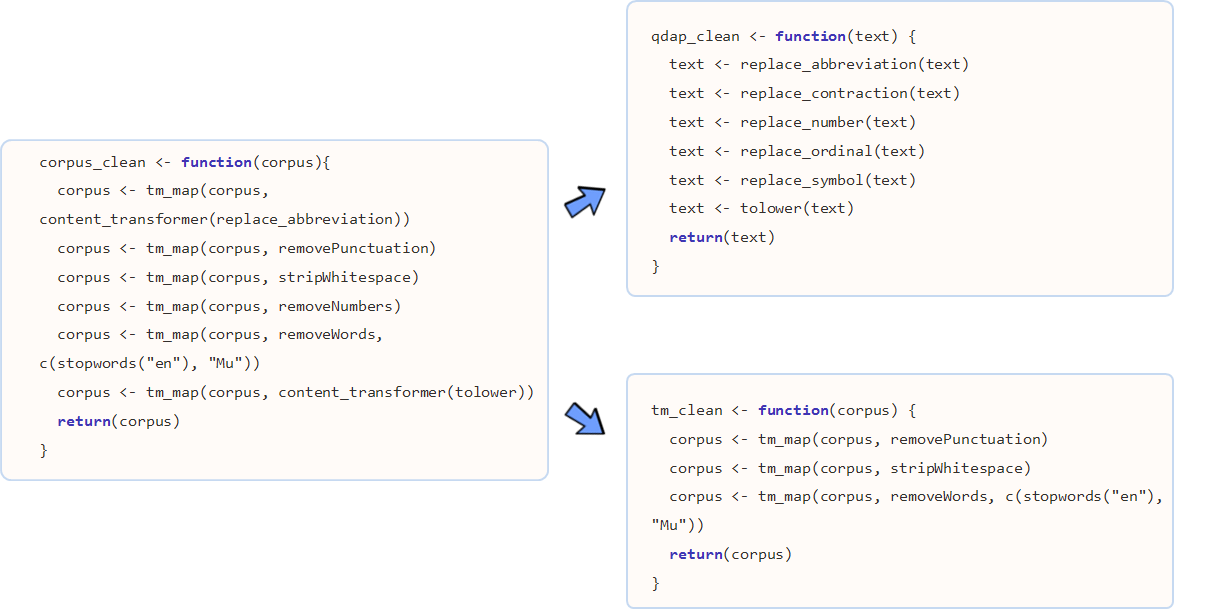 corpus_clean <- function(corpus){
  corpus <- tm_map(corpus,
content_transformer(replace_abbreviation))
  corpus <- tm_map(corpus, removePunctuation)
  corpus <- tm_map(corpus, stripWhitespace)
  corpus <- tm_map(corpus, removeNumbers)
  corpus <- tm_map(corpus, removeWords,
c(stopwords("en"), "Mu"))
  corpus <- tm_map(corpus, content_transformer(tolower))
  return(corpus)
}
qdap_clean <- function(text) {
  text <- replace_abbreviation(text)
  text <- replace_contraction(text)
  text <- replace_number(text)
  text <- replace_ordinal(text)
  text <- replace_symbol(text)
  text <- tolower(text)
  return(text)
}
tm_clean <- function(corpus) {
  corpus <- tm_map(corpus, removePunctuation)
  corpus <- tm_map(corpus, stripWhitespace)
  corpus <- tm_map(corpus, removeWords, c(stopwords("en"),
"Mu"))
  return(corpus)
}